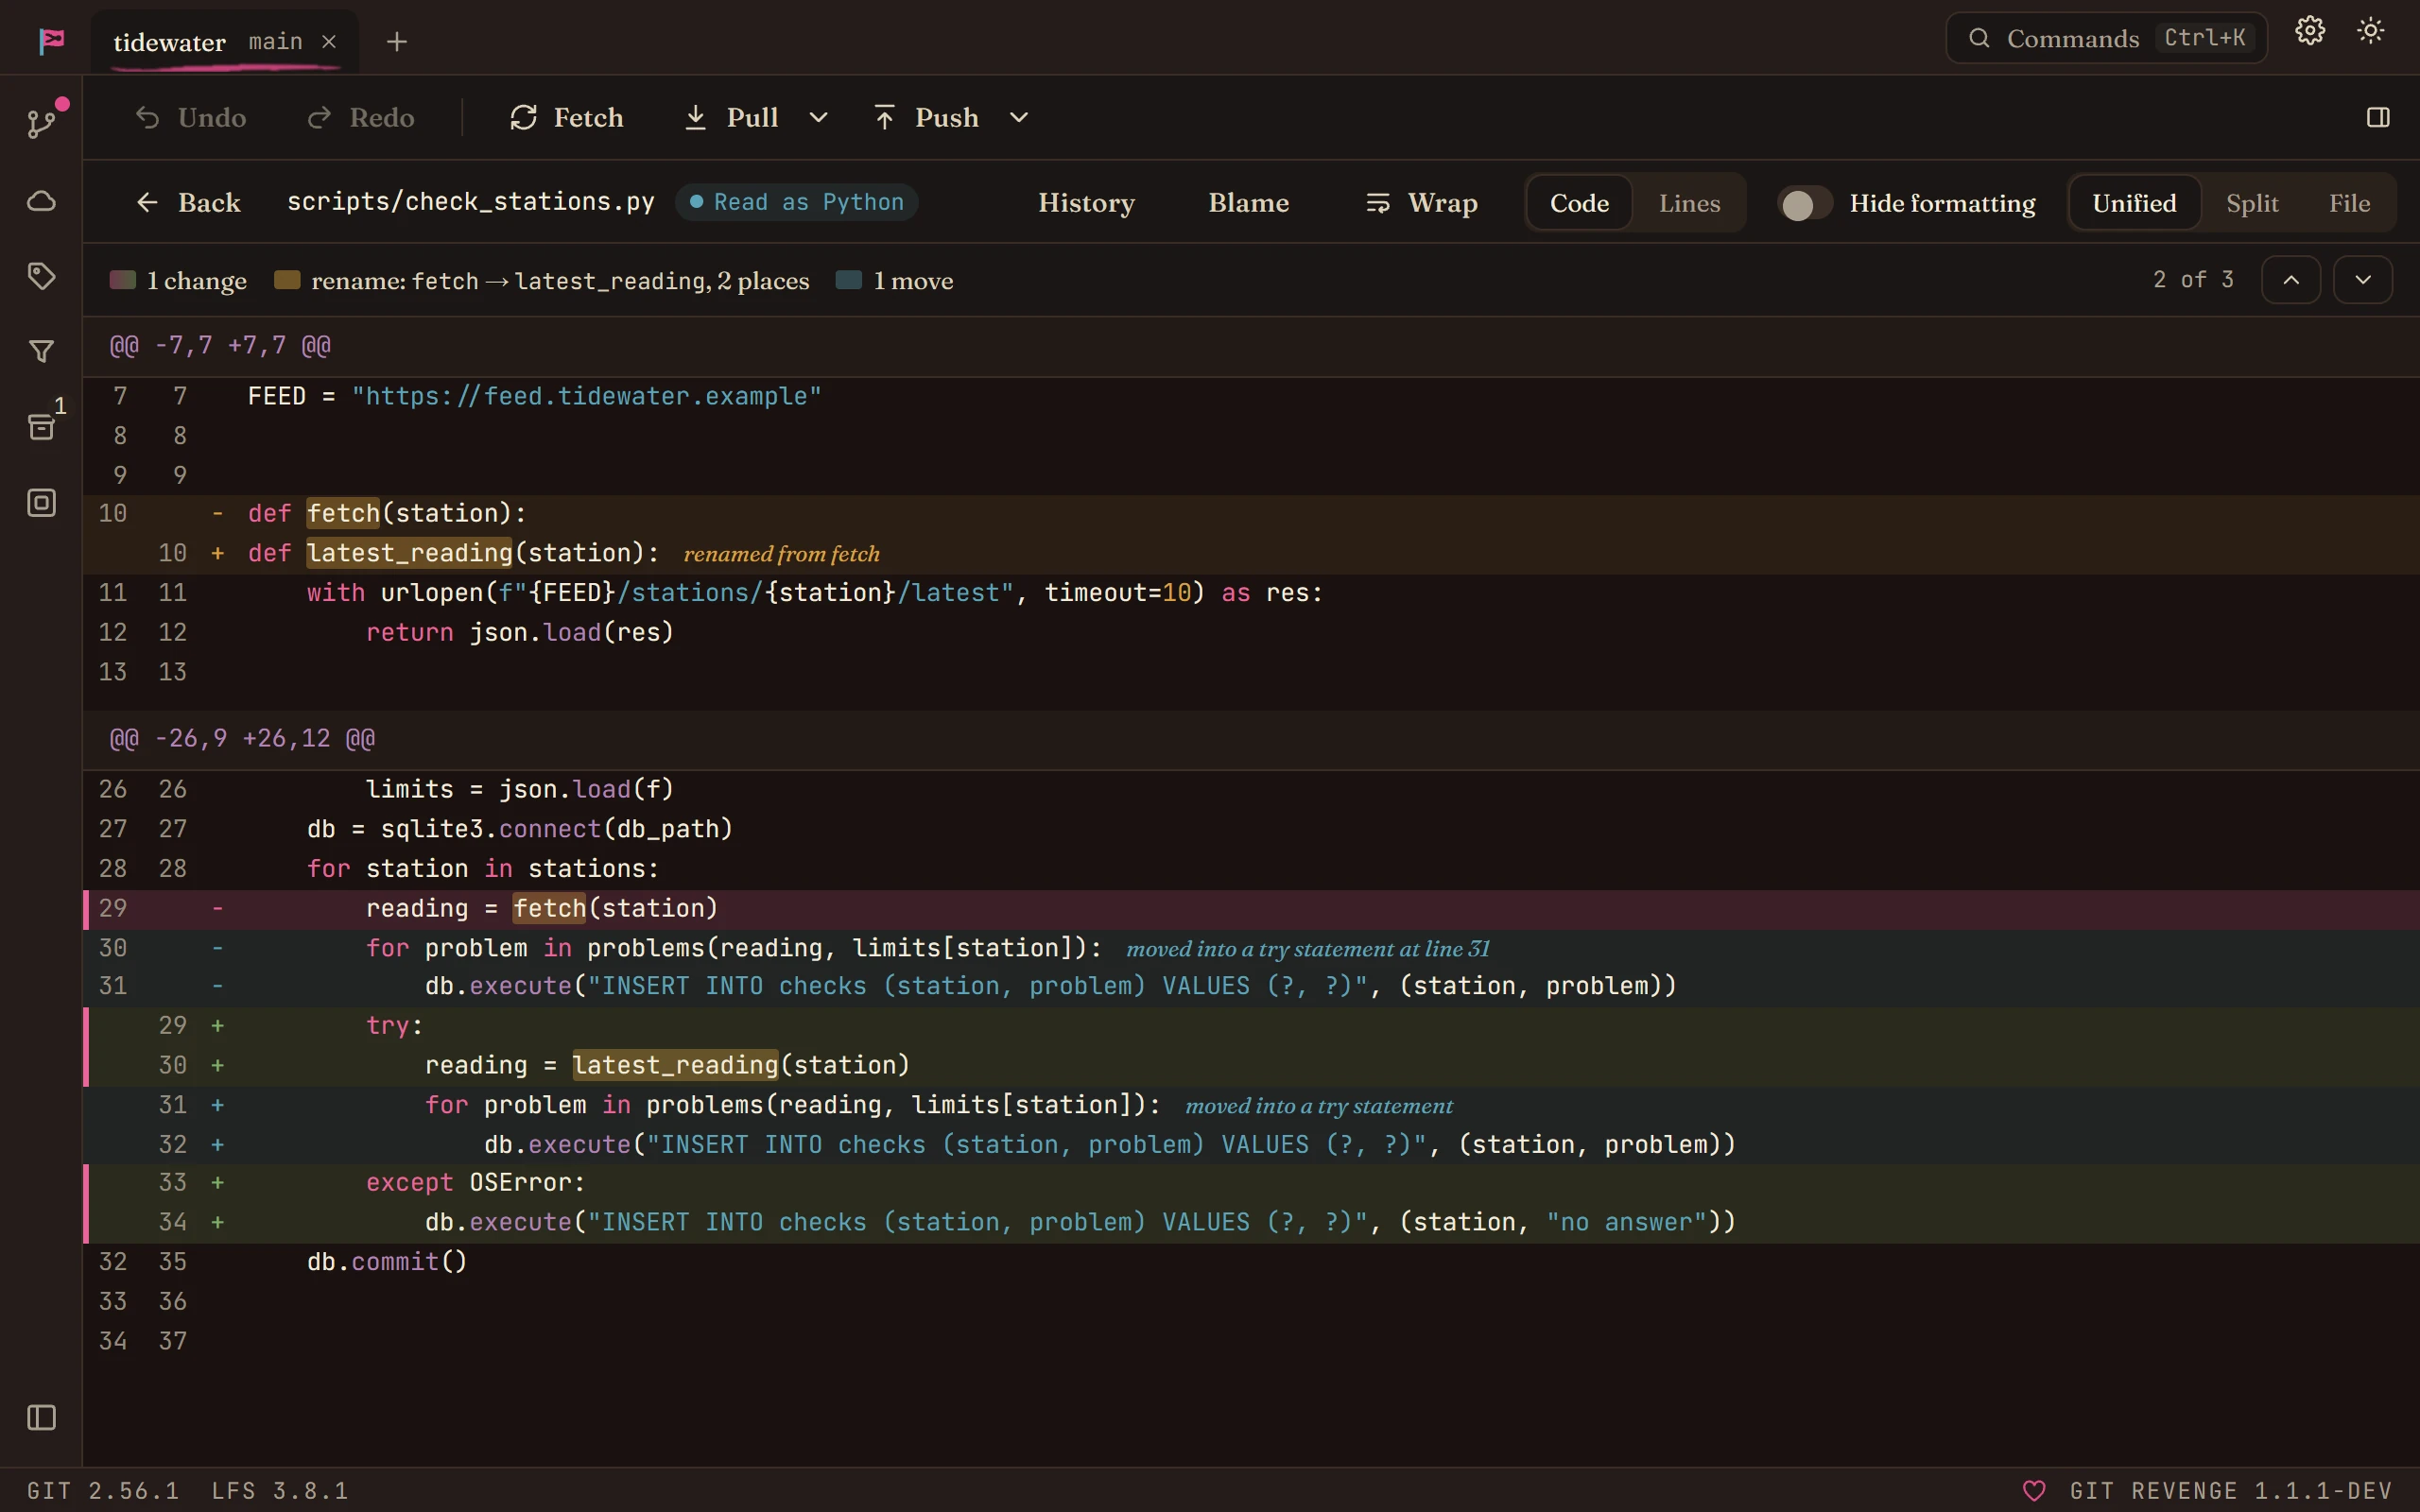 tidewater main
Commands Ctrl+K
Undo Redo Fetch Pull Push
Back scripts/check_stations.py Read as Python History Blame Wrap Code Lines Hide formatting Unified Split File
1 change rename: fetch → latest_reading, 2 places 1 move 2 of 3
@@ -7,7 +7,7 @@
7 7 FEED = "https://feed.tidewater.example"
8 8
9 9
10 - def fetch(station):
10 + def latest_reading(station): renamed from fetch
11 11 with urlopen(f"{FEED}/stations/{station}/latest", timeout=10) as res:
12 12 return json.load(res)
13 13
@@ -26,9 +26,12 @@
26 26 limits = json.load(f)
27 27 db = sqlite3.connect(db_path)
28 28 for station in stations:
29 - reading = fetch(station)
30 - for problem in problems(reading, limits[station]): moved into a try statement at line 31
31 - db.execute("INSERT INTO checks (station, problem) VALUES (?, ?)", (station, problem))
29 + try:
30 + reading = latest_reading(station)
31 + for problem in problems(reading, limits[station]): moved into a try statement
32 + db.execute("INSERT INTO checks (station, problem) VALUES (?, ?)", (station, problem))
33 + except OSError:
34 + db.execute("INSERT INTO checks (station, problem) VALUES (?, ?)", (station, "no answer"))
32 35 db.commit()
33 36
34 37
1
GIT 2.56.1 LFS 3.8.1 GIT REVENGE 1.1.1-DEV